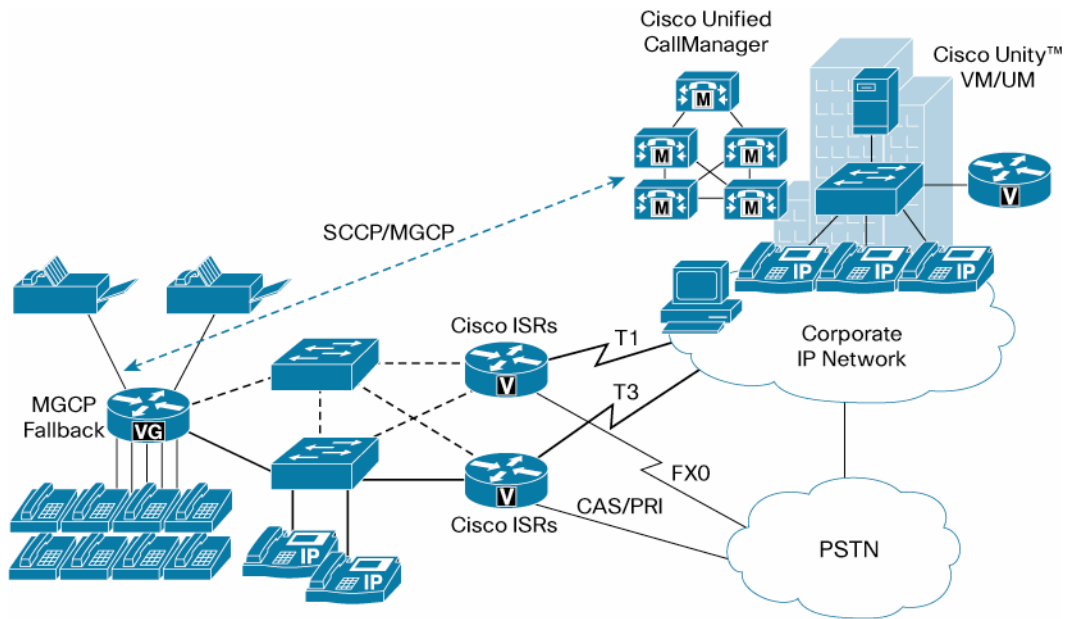 Cisco Unified
CallManager
Cisco Unity™
VM/UM
M
M
M
M
M
V
SCCP/MGCP
IP
IP
IP
Cisco ISRs
T1
Corporate
IP Network
V
MGCP
Fallback
VG
T3
FX0
V
CAS/PRI
Cisco ISRs
PSTN
IP
IP